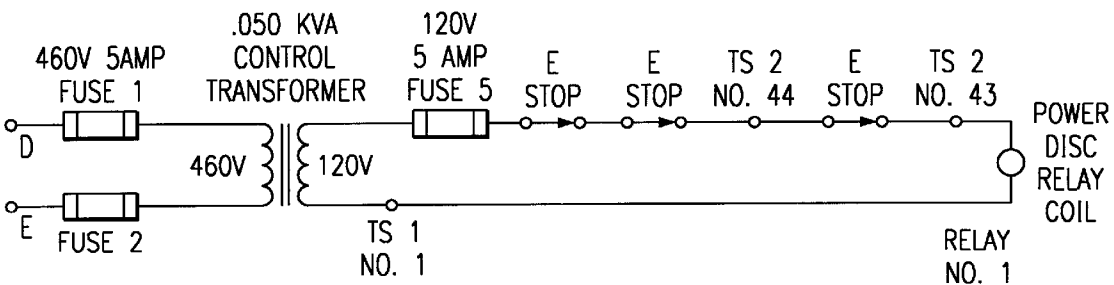 460V 5AMP
FUSE 1
.050 KVA
CONTROL
TRANSFORMER
120V
5 AMP
FUSE 5
E
STOP
E
STOP
TS 2
NO. 44
E
STOP
TS 2
NO. 43
POWER
DISC
RELAY
COIL
D
460V
120V
E
FUSE 2
TS 1
NO. 1
RELAY
NO. 1